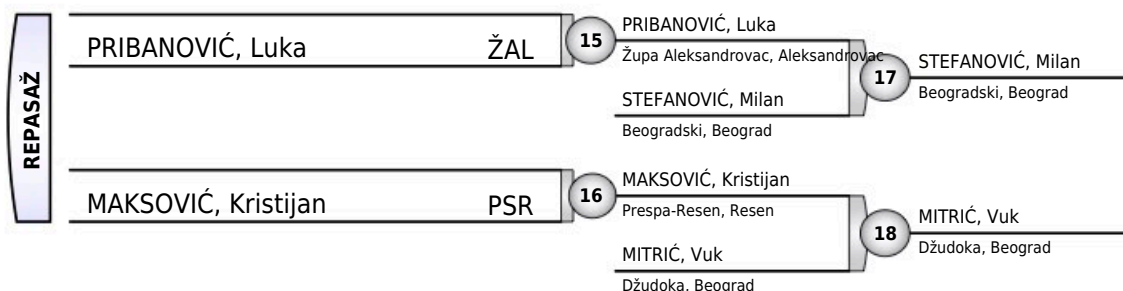 REPASAŽ
PRIBANOVIĆ, Luka ŽAL
15
PRIBANOVIĆ, Luka
Župa Aleksandrovac, Aleksandrovac
STEFANOVIĆ, Milan
Beogradski, Beograd
17
STEFANOVIĆ, Milan
Beogradski, Beograd
MAKSOVIĆ, Kristijan PSR
16
MAKSOVIĆ, Kristijan
Prespa-Resen, Resen
MITRIĆ, Vuk
Džudoka, Beograd
18
MITRIĆ, Vuk
Džudoka, Beograd